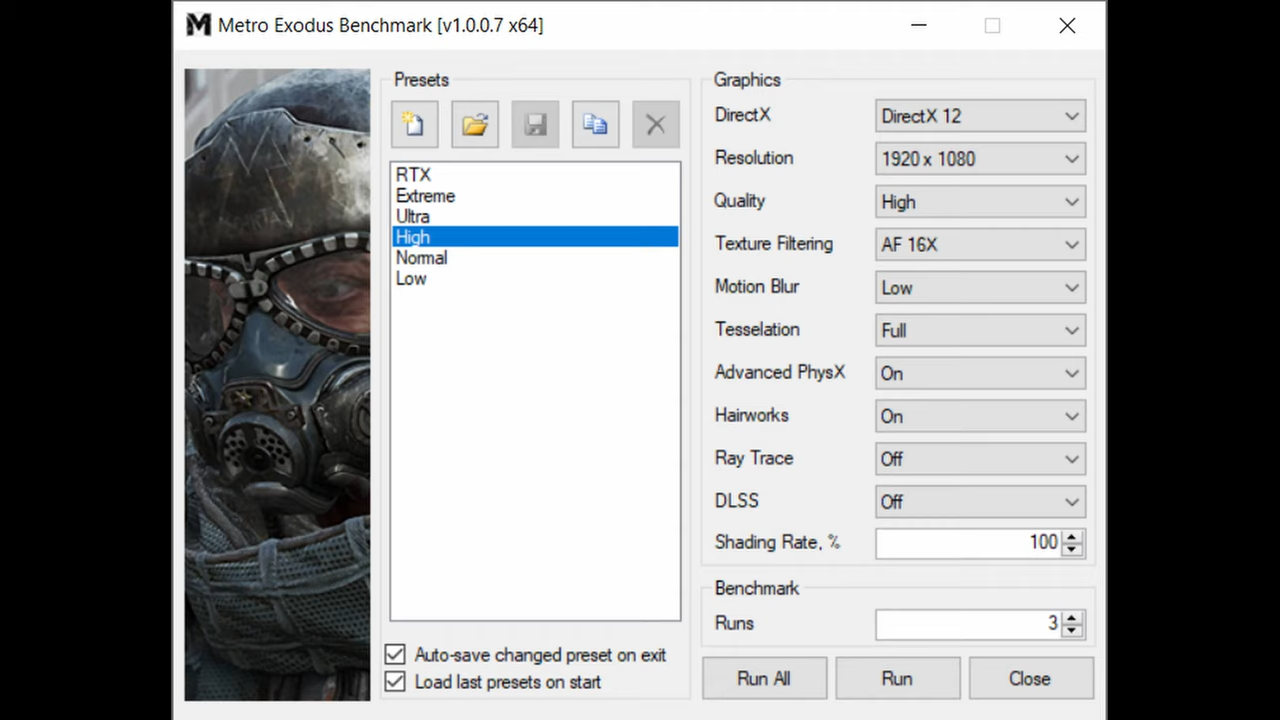 Metro Exodus Benchmark [v1.0.0.7 x64]
Presets
RTX
Extreme
Ultra
High
Normal
Low
Auto-save changed preset on exit
Load last presets on start
Graphics
DirectX DirectX 12
Resolution 1920 x 1080
Quality High
Texture Filtering AF 16X
Motion Blur Low
Tesselation Full
Advanced PhysX On
Hairworks On
Ray Trace Off
DLSS Off
Shading Rate, % 100
Benchmark
Runs 3
Run All Run Close